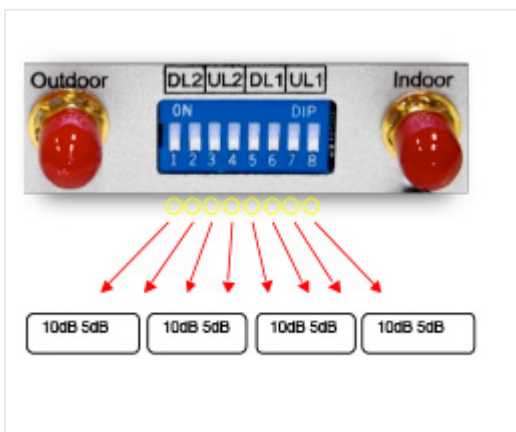 Outdoor DL2 UL2 DL1 UL1 Indoor
ON DIP
1 2 3 4 5 6 7 8
10dB 5dB 10dB 5dB 10dB 5dB 10dB 5dB